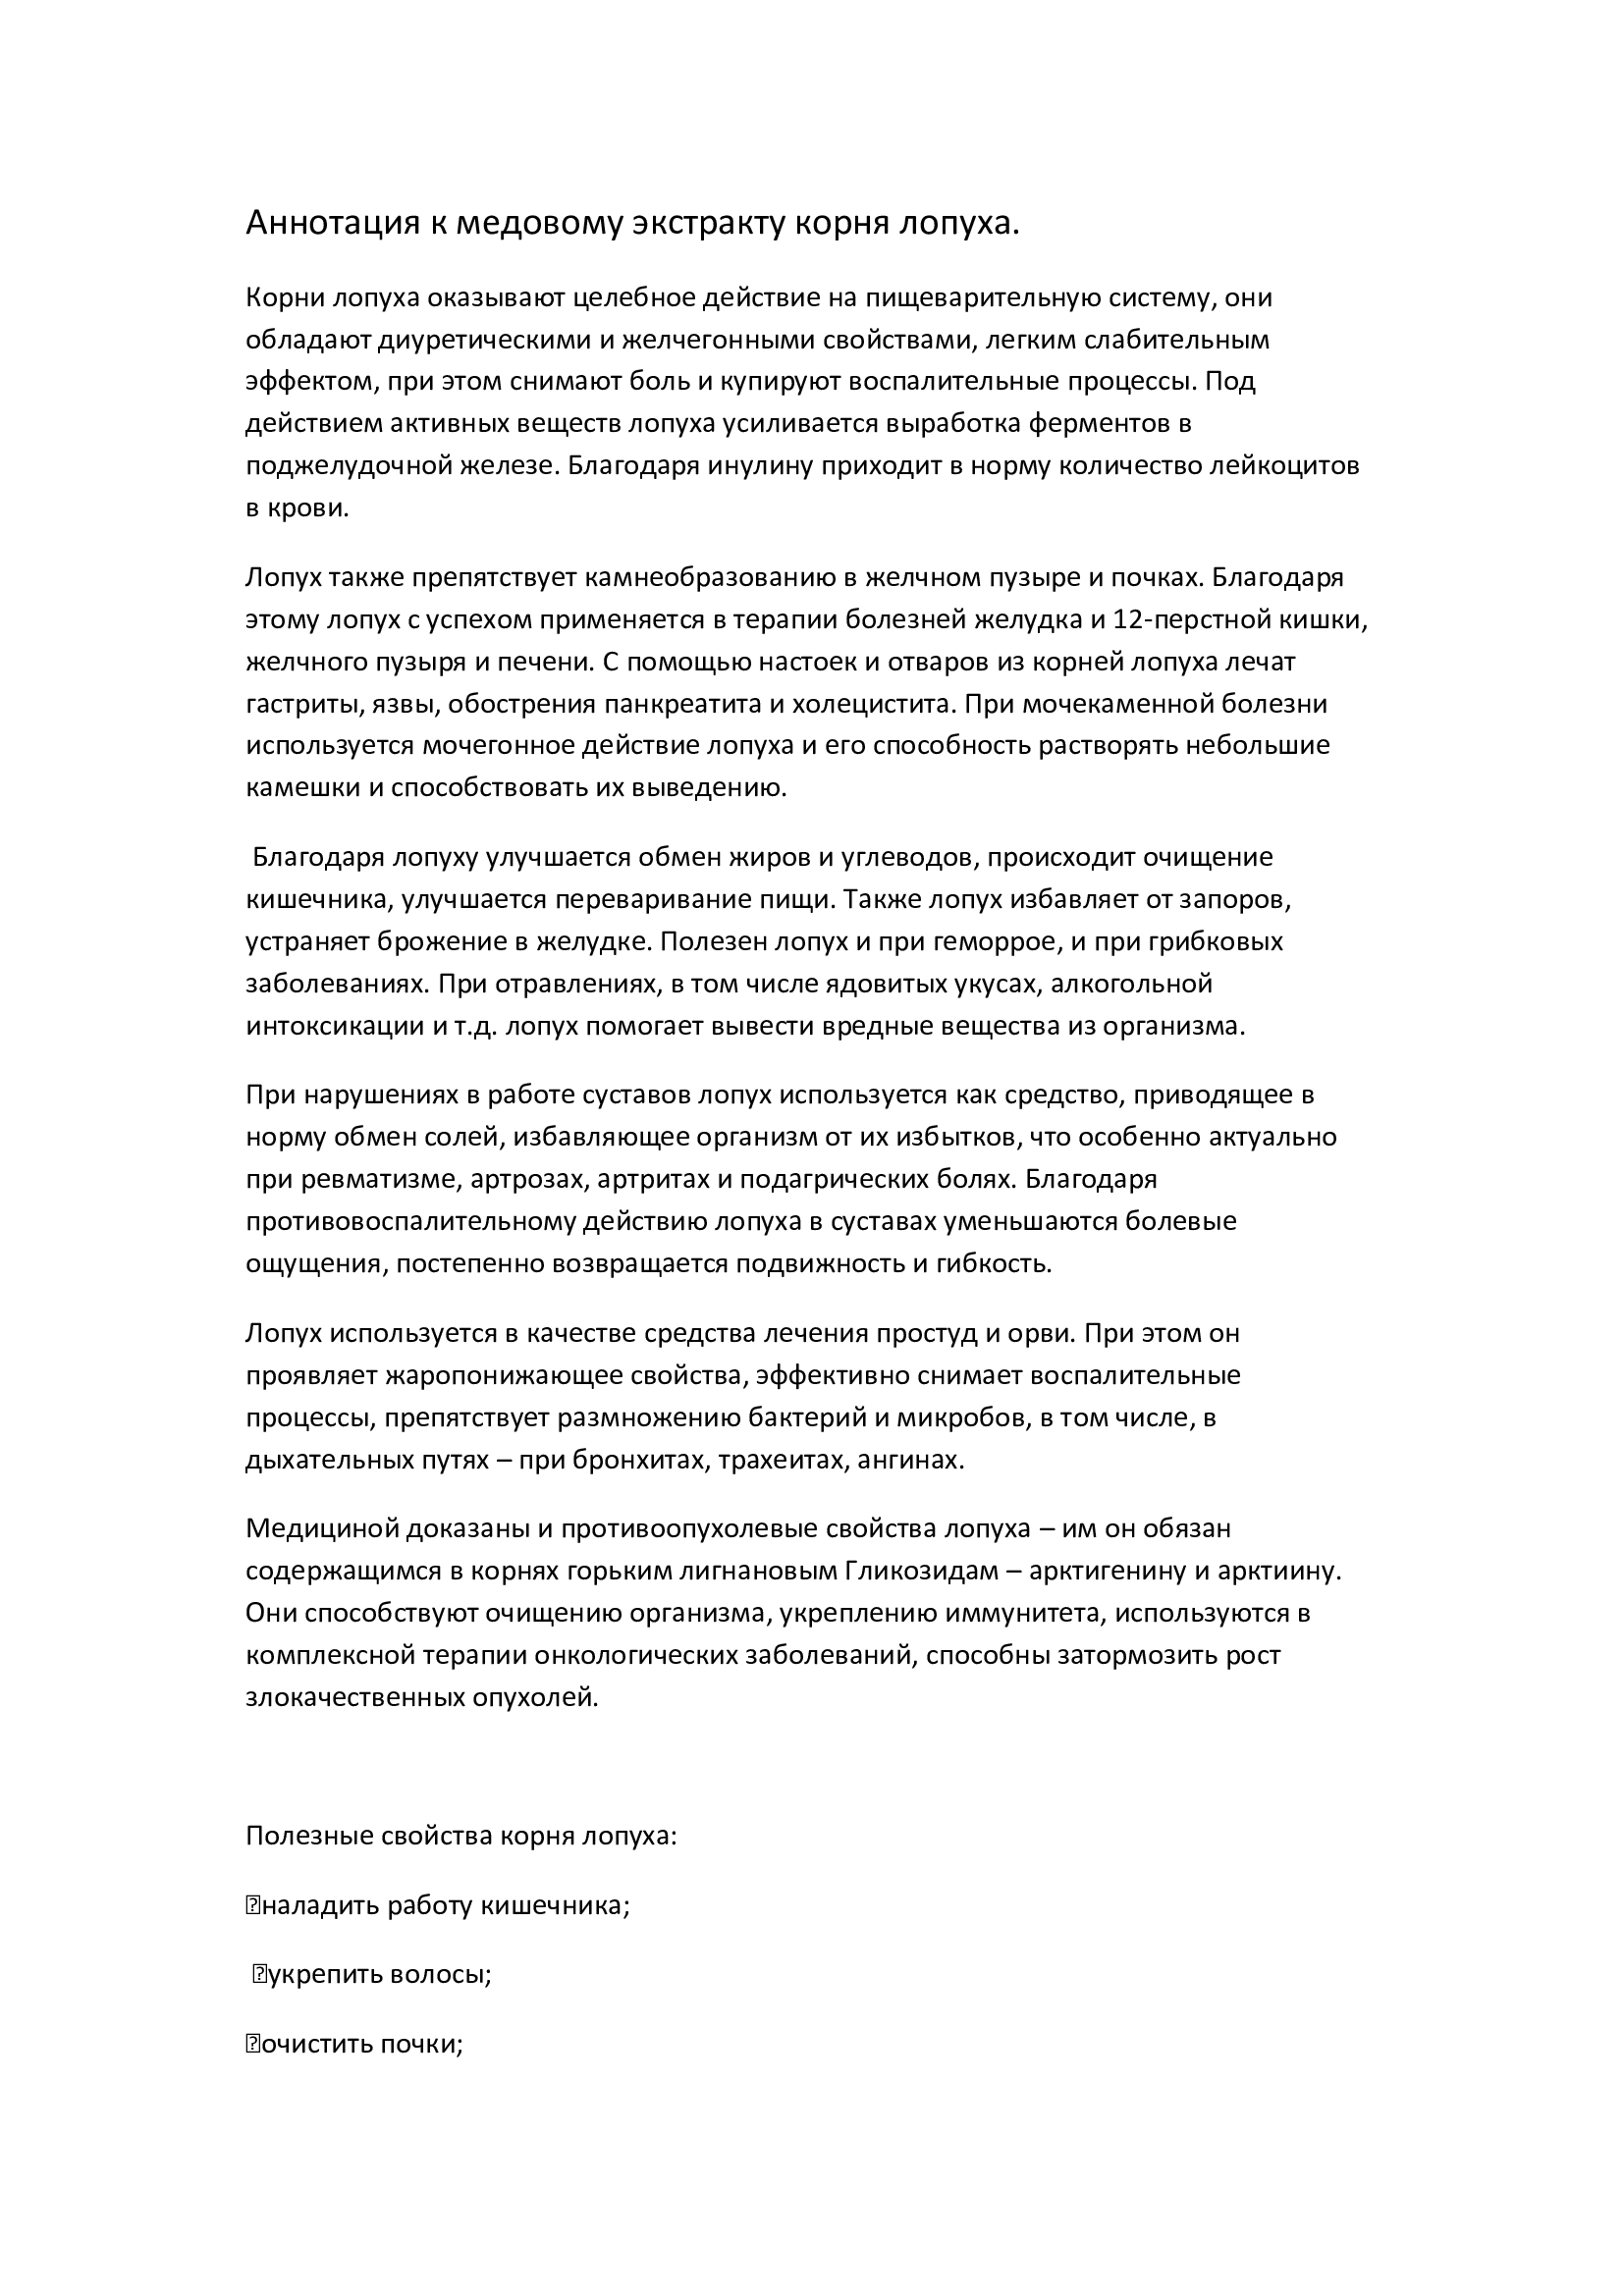 Аннотация к медовому экстракту корня лопуха.
Корни лопуха оказывают целебное действие на пищеварительную систему, они
обладают диуретическими и желчегонными свойствами, легким слабительным
эффектом, при этом снимают боль и купируют воспалительные процессы. Под
действием активных веществ лопуха усиливается выработка ферментов в
поджелудочной железе. Благодаря инулину приходит в норму количество лейкоцитов
в крови.
Лопух также препятствует камнеобразованию в желчном пузыре и почках. Благодаря
этому лопух с успехом применяется в терапии болезней желудка и 12-перстной кишки,
желчного пузыря и печени. С помощью настоек и отваров из корней лопуха лечат
гастриты, язвы, обострения панкреатита и холецистита. При мочекаменной болезни
используется мочегонное действие лопуха и его способность растворять небольшие
камешки и способствовать их выведению.
Благодаря лопуху улучшается обмен жиров и углеводов, происходит очищение
кишечника, улучшается переваривание пищи. Также лопух избавляет от запоров,
устраняет брожение в желудке. Полезен лопух и при геморрое, и при грибковых
заболеваниях. При отравлениях, в том числе ядовитых укусах, алкогольной
интоксикации и т.д. лопух помогает вывести вредные вещества из организма.
При нарушениях в работе суставов лопух используется как средство, приводящее в
норму обмен солей, избавляющее организм от их избытков, что особенно актуально
при ревматизме, артрозах, артритах и подагрических болях. Благодаря
противовоспалительному действию лопуха в суставах уменьшаются болевые
ощущения, постепенно возвращается подвижность и гибкость.
Лопух используется в качестве средства лечения простуд и орви. При этом он
проявляет жаропонижающее свойства, эффективно снимает воспалительные
процессы, препятствует размножению бактерий и микробов, в том числе, в
дыхательных путях – при бронхитах, трахеитах, ангинах.
Медициной доказаны и противоопухолевые свойства лопуха – им он обязан
содержащимся в корнях горьким лигнановым Гликозидам – арктигенину и арктиину.
Они способствуют очищению организма, укреплению иммунитета, используются в
комплексной терапии онкологических заболеваний, способны затормозить рост
злокачественных опухолей.
Полезные свойства корня лопуха:
⍰наладить работу кишечника;
⍰укрепить волосы;
⍰очистить почки;